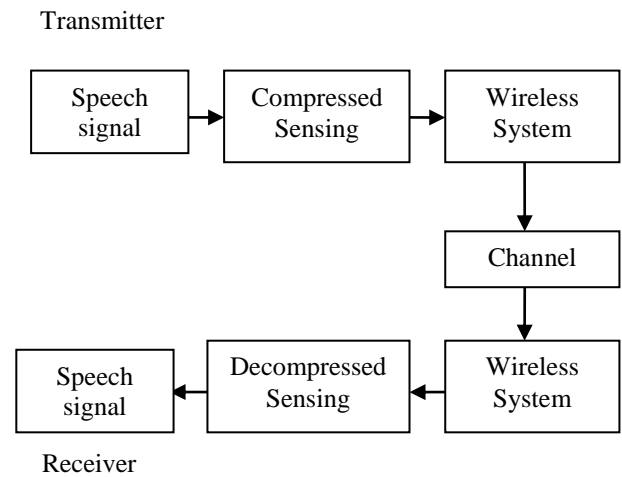 Transmitter
Speech
signal
Compressed
Sensing
Wireless
System
Channel
Wireless
System
Decompressed
Sensing
Speech
signal
Receiver